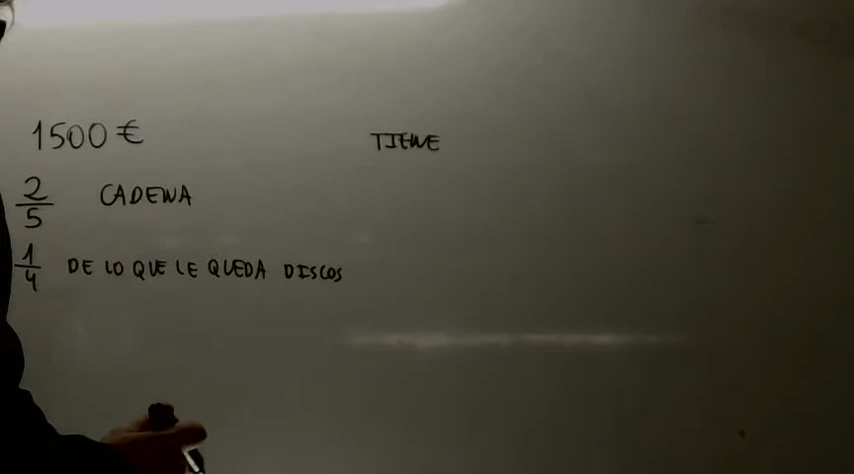 1500 € TIENE
2/5 CADENA
1/4 DE LO QUE LE QUEDA DISCOS